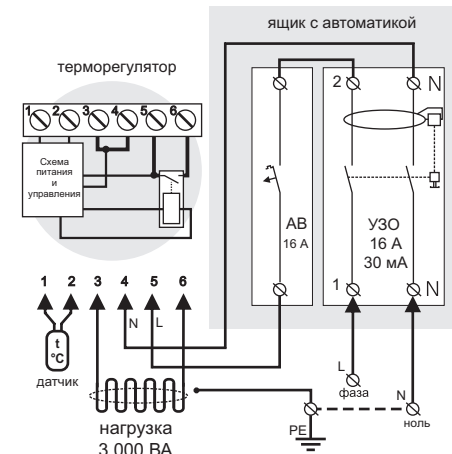 ящик с автоматикой
терморегулятор
1 2 3 4 5 6
2 N
Схема
питания
и
управления
АВ
16 А
УЗО
16 А
30 мА
1 N
1 2 3 4 5 6
N L
t
°C
датчик
L
фаза
N
ноль
нагрузка
3 000 ВА
PE